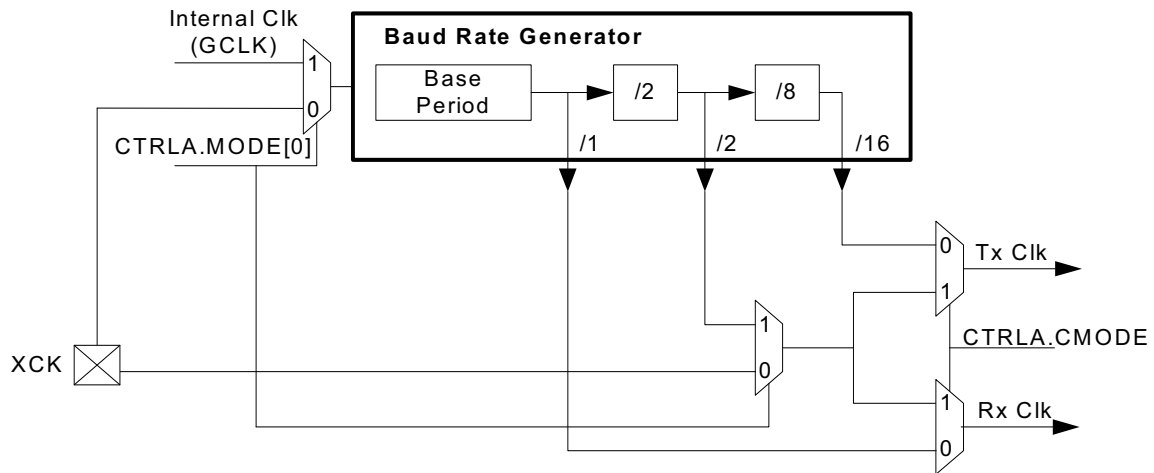 Internal Clk
(GCLK)
Baud Rate Generator
1
Base
Period
/2
/8
0
CTRLA.MODE[0]
/1
/2
/16
0
Tx Clk
1
1
CTRLA.CMODE
XCK
0
1
Rx Clk
0